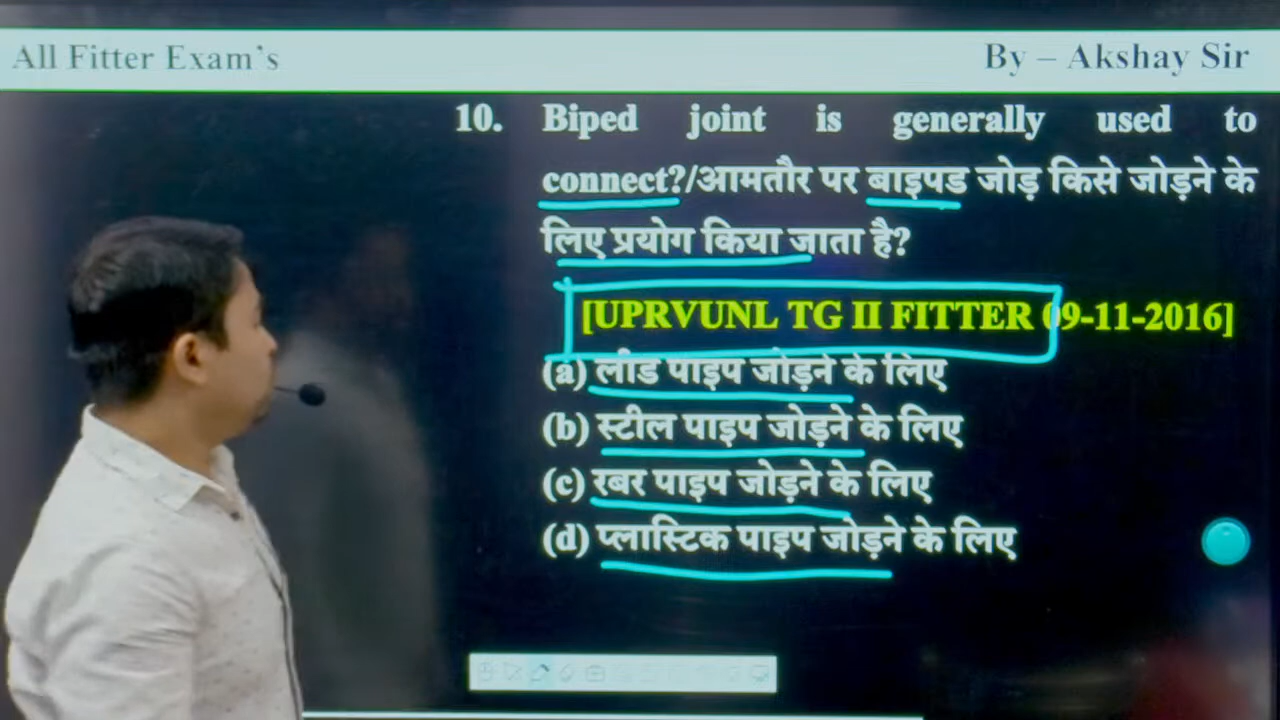 All Fitter Exam's
By – Akshay Sir
10. Biped joint is generally used to
connect?/आमतौर पर बाइपड जोड़ किसे जोड़ने के
लिए प्रयोग किया जाता है?
[UPRVUNL TG II FITTER 09-11-2016]
(a) लीड पाइप जोड़ने के लिए
(b) स्टील पाइप जोड़ने के लिए
(c) रबर पाइप जोड़ने के लिए
(d) प्लास्टिक पाइप जोड़ने के लिए